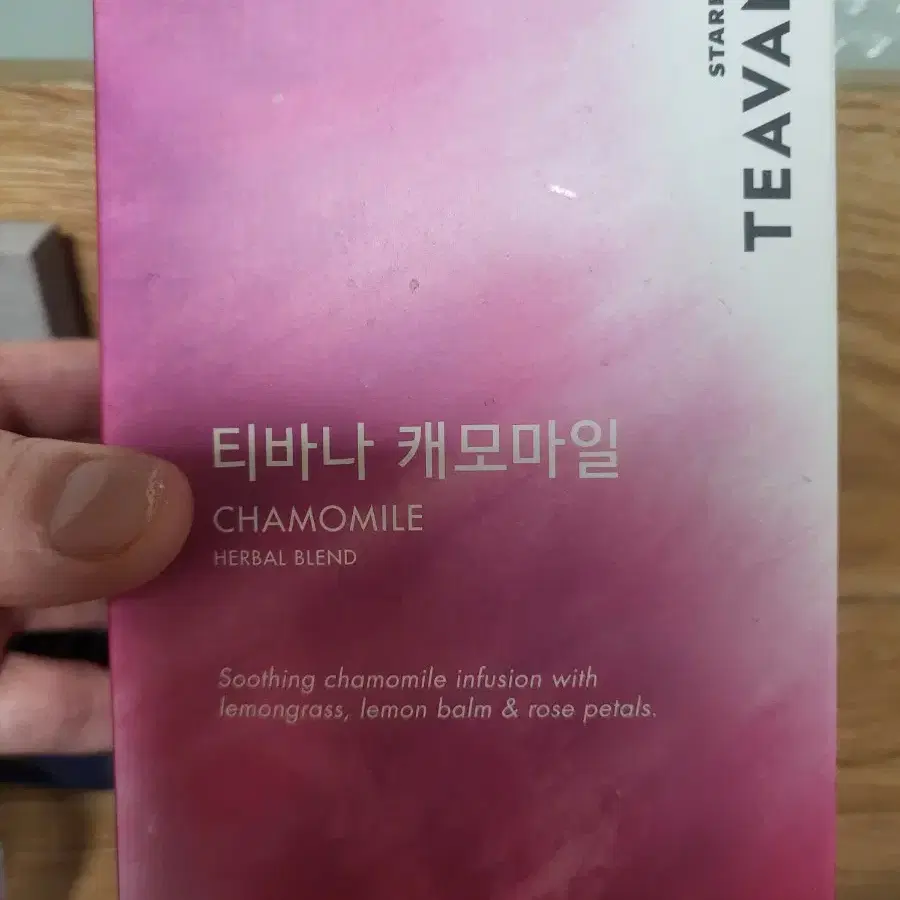 티바나 캐모마일
CHAMOMILE
HERBAL BLEND
Soothing chamomile infusion with
lemongrass, lemon balm & rose petals.